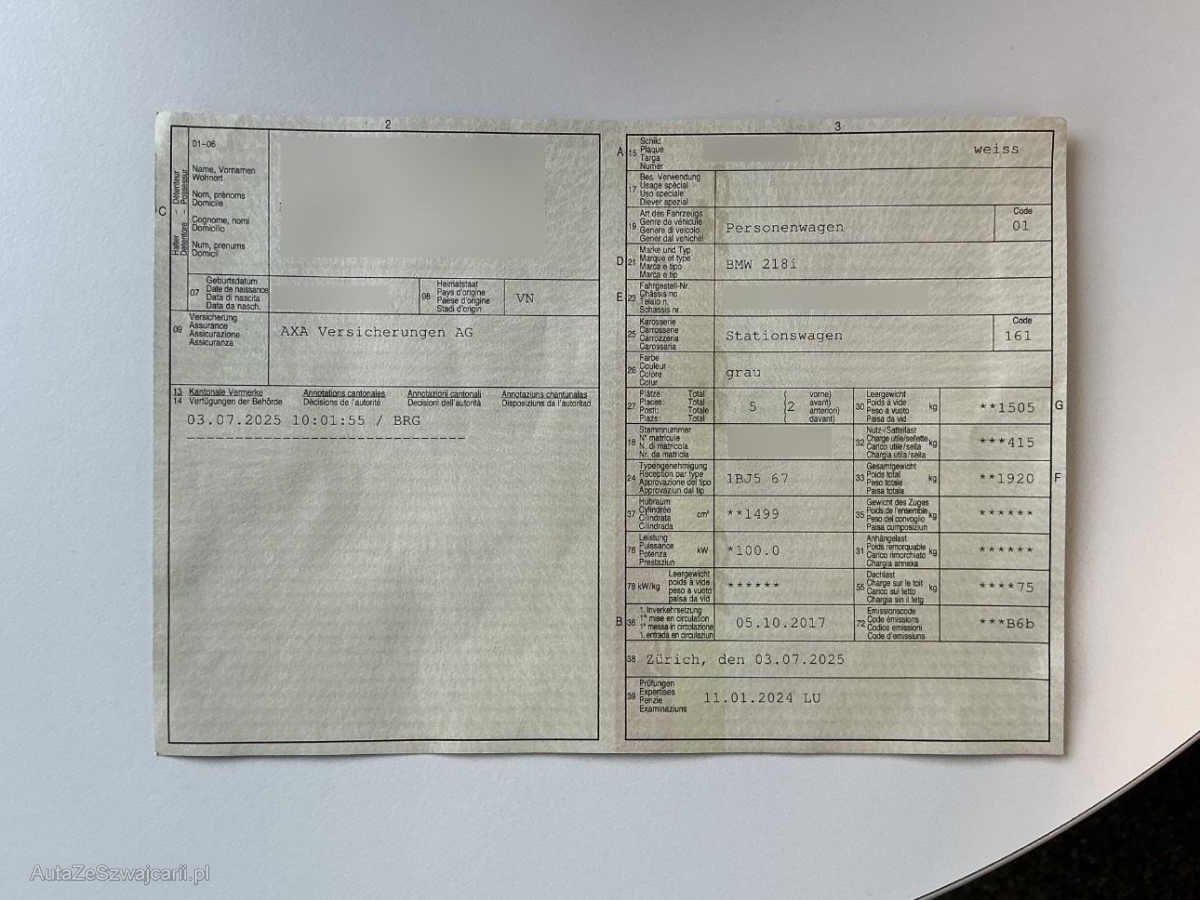 2
01-06
Halter Détenteur
Detentore Possessur
C
Name, Vornamen
Wohnort
Nom, prénoms
Domicile
Cognome, nomi
Domicilio
Num, prenums
Domicil
07
Geburtsdatum
Date de naissance
Data di nascita
Data da nasch.
08
Heimatstaat
Pays d'origine
Paese d'origine
Stadi d'origin
VN
09
Versicherung
Assurance
Assicurazione
Assicuranza
AXA Versicherungen AG
13 Kantonale Vermerke Annotations cantonales Annotazioni cantonali Annotaziuns chantunalas
14 Verfügungen der Behörde Décisions de l'autorité Decisioni dell'autorità Disposiziuns da l'autoritad
03.07.2025 10:01:55 / BRG
3
A 15
Schild
Plaque
Targa
Numer
weiss
17
Bes. Verwendung
Usage spécial
Uso speciale
Diever spezial
19
Art des Fahrzeugs
Genre de véhicule
Genere di veicolo
Gener dal vehichel
Personenwagen
Code
01
D 21
Marke und Typ
Marque et type
Marca e tipo
Marca e tip
BMW 218i
E 23
Fahrgestell-Nr.
Châssis no
Telaio n.
Schassis nr.
25
Karosserie
Carrosserie
Carrozzeria
Carossaria
Stationswagen
Code
161
26
Farbe
Couleur
Colore
Colur
grau
27
Plätze: Total
Places: Total
Posti: Totale
Plazs: Total
5
(2
vorne)
avant)
anteriori)
davant)
30
Leergewicht
Poids à vide
Peso a vuoto
Paisa da vid
kg
**1505
G
18
Stammnummer
N° matricule
N. di matricola
Nr. da matricla
32
Nutz-/Sattellast
Charge utile/sellette
Carico utile/sella
Chargia utila/sella
kg
***415
24
Typengenehmigung
Réception par type
Approvazione del tipo
Approvaziun dal tip
1BJ5 67
33
Gesamtgewicht
Poids total
Peso totale
Paisa totala
kg
**1920
F
37
Hubraum
Cylindrée
Cilindrata
Cilindrada
cm³
**1499
35
Gewicht des Zuges
Poids de l'ensemble
Peso del convoglio
Paisa cumposiziun
kg
******
76
Leistung
Puissance
Potenza
Prestaziun
kW
*100.0
31
Anhängelast
Poids remorquable
Carico rimorchiato
Chargia annexa
kg
******
78 kW/kg
Leergewicht
poids à vide
peso a vuoto
paisa da vid
******
55
Dachlast
Charge sur le toit
Carico sul tetto
Chargia sin il tetg
kg
****75
B 36
1. Inverkehrsetzung
1re mise en circulation
1a messa in circolazione
1. entrada en circulaziun
05.10.2017
72
Emissionscode
Code émissions
Codice emissioni
Code d'emissiuns
***B6b
38 Zürich, den 03.07.2025
39
Prüfungen
Expertises
Perizie
Examinaziuns
11.01.2024 LU
AutaZeSzwajcarii.pl